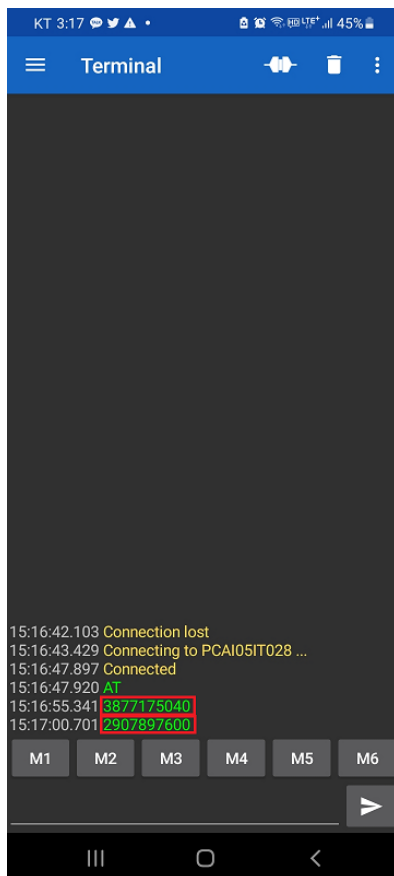 KT 3:17 45%
Terminal
15:16:42.103 Connection lost
15:16:43.429 Connecting to PCAI05IT028 ...
15:16:47.897 Connected
15:16:47.920 AT
15:16:55.341 3877175040
15:17:00.701 2907897600
M1 M2 M3 M4 M5 M6